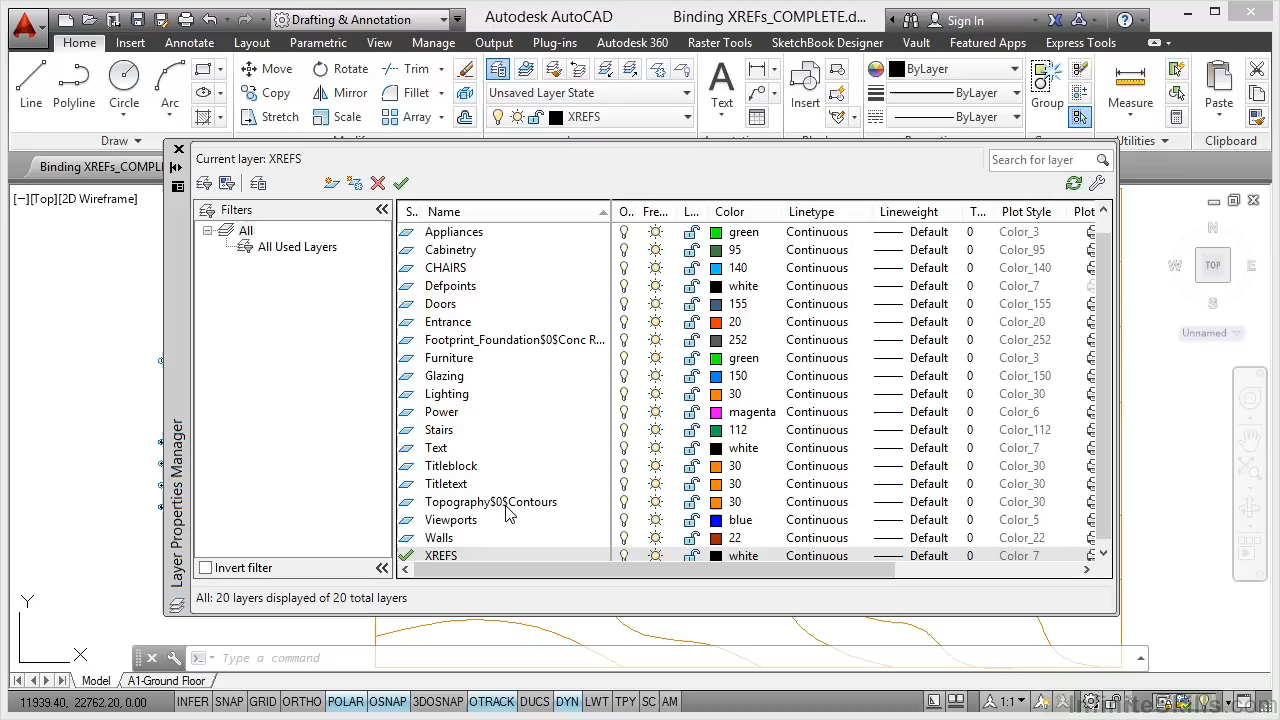 Drafting & Annotation
Autodesk AutoCAD Binding XREFs_COMPLETE.d...
Sign In
Home Insert Annotate Layout Parametric View Manage Output Plug-ins Autodesk 360 Raster Tools SketchBook Designer Vault Featured Apps Express Tools
Line Polyline Circle Arc
Move Rotate Trim
Copy Mirror Fillet
Stretch Scale Array
Unsaved Layer State
XREFS
Text Insert
ByLayer
ByLayer
ByLayer
Group Measure Paste
Draw Utilities Clipboard
Binding XREFs_COMPL
[−][Top][2D Wireframe]
Current layer: XREFS
Search for layer
Filters
All
All Used Layers
S.. Name O. Fre... L... Color Linetype Lineweight T... Plot Style Plot
Appliances green Continuous Default 0 Color_3
Cabinetry 95 Continuous Default 0 Color_95
CHAIRS 140 Continuous Default 0 Color_140
Defpoints white Continuous Default 0 Color_7
Doors 155 Continuous Default 0 Color_155
Entrance 20 Continuous Default 0 Color_20
Footprint_Foundation$0$Conc R... 252 Continuous Default 0 Color_252
Furniture green Continuous Default 0 Color_3
Glazing 150 Continuous Default 0 Color_150
Lighting 30 Continuous Default 0 Color_30
Power magenta Continuous Default 0 Color_6
Stairs 112 Continuous Default 0 Color_112
Text white Continuous Default 0 Color_7
Titleblock 30 Continuous Default 0 Color_30
Titletext 30 Continuous Default 0 Color_30
Topography$0$Contours 30 Continuous Default 0 Color_30
Viewports blue Continuous Default 0 Color_5
Walls 22 Continuous Default 0 Color_22
XREFS white Continuous Default 0 Color_7
Invert filter
All: 20 layers displayed of 20 total layers
Layer Properties Manager
N
W TOP E
S
Unnamed
Y
X
Type a command
Model A1-Ground Floor
11939.40, 22762.20, 0.00 INFER SNAP GRID ORTHO POLAR OSNAP 3DOSNAP OTRACK DUCS DYN LWT TPY SC AM 1:1
InfiniteSkills.com